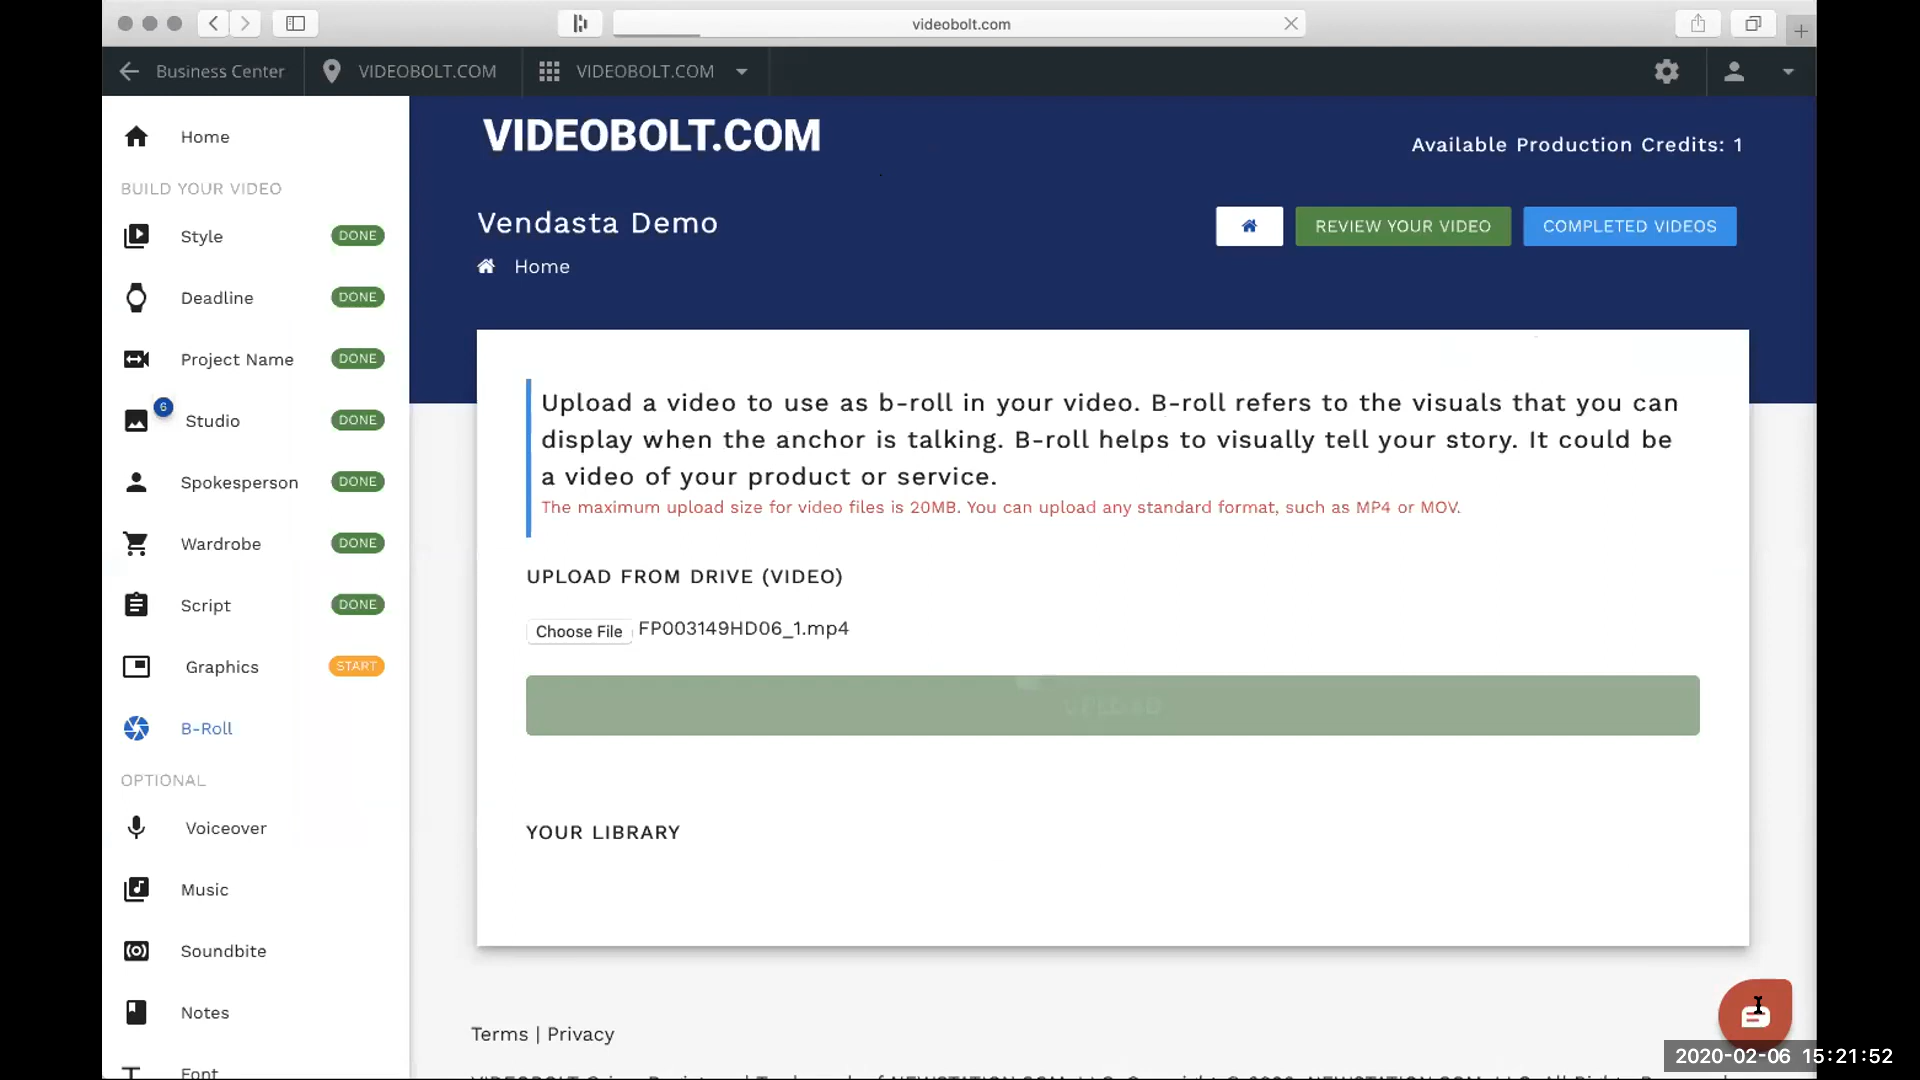 videobolt.com
Business Center
VIDEOBOLT.COM
VIDEOBOLT.COM
Home
BUILD YOUR VIDEO
Style DONE
Deadline DONE
Project Name DONE
6
Studio DONE
Spokesperson DONE
Wardrobe DONE
Script DONE
Graphics START
B-Roll
OPTIONAL
Voiceover
Music
Soundbite
Notes
Font
VIDEOBOLT.COM
Available Production Credits: 1
Vendasta Demo
REVIEW YOUR VIDEO
COMPLETED VIDEOS
Home
Upload a video to use as b-roll in your video. B-roll refers to the visuals that you can
display when the anchor is talking. B-roll helps to visually tell your story. It could be
a video of your product or service.
The maximum upload size for video files is 20MB. You can upload any standard format, such as MP4 or MOV.
UPLOAD FROM DRIVE (VIDEO)
Choose File FP003149HD06_1.mp4
UPLOAD
YOUR LIBRARY
Terms | Privacy
2020-02-06 15:21:52